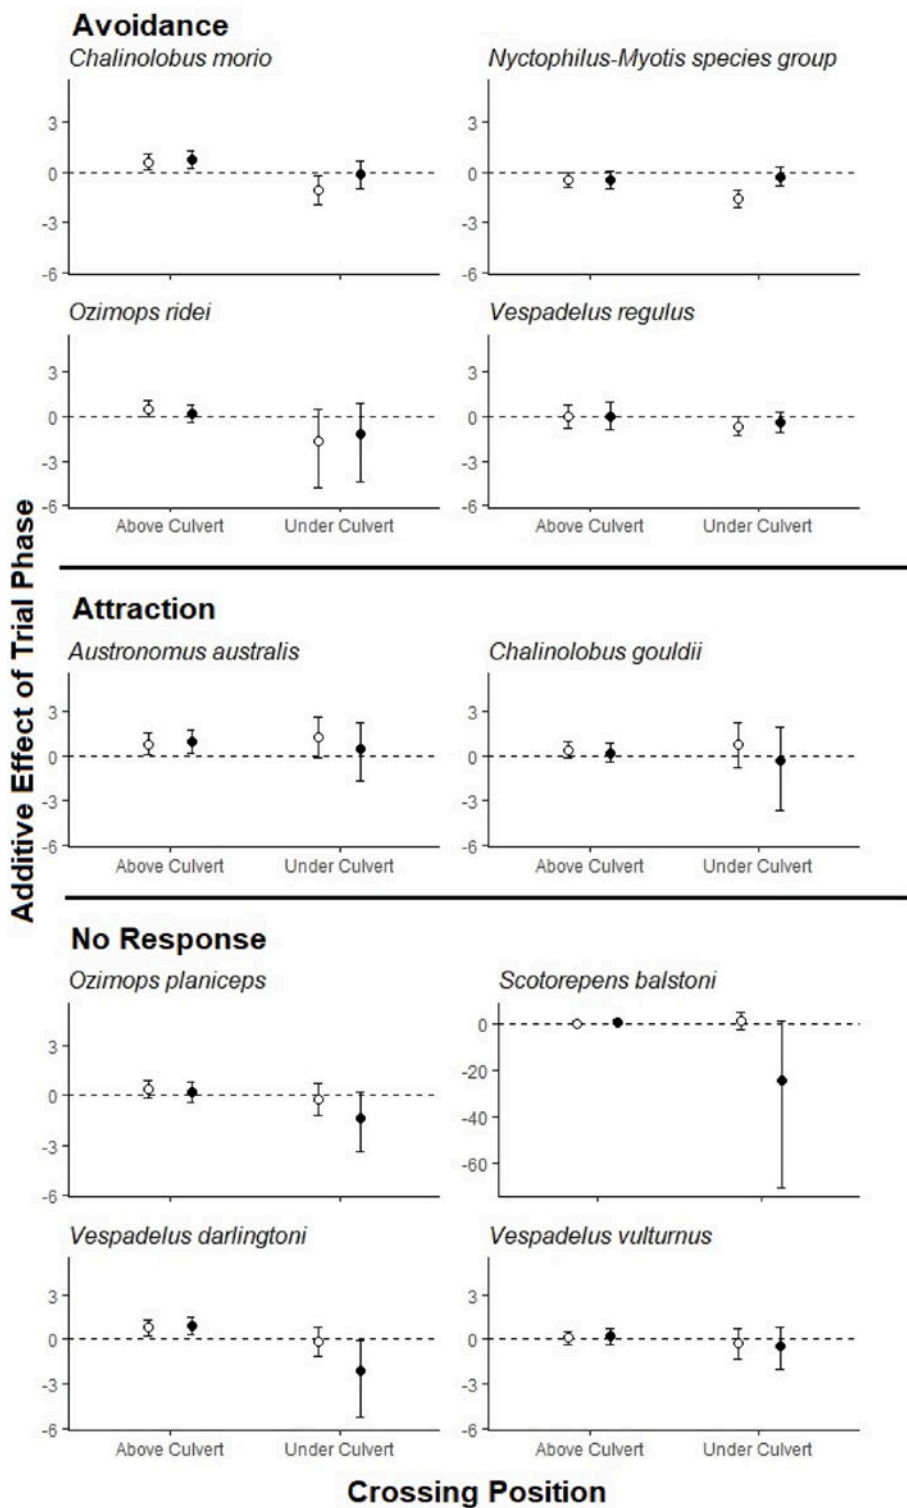 Avoidance
Chalinolobus morio
Nyctophilus-Myotis species group
3
0
-3
-6
3
0
-3
-6
Ozimops ridei
Vespadelus regulus
3
0
-3
-6
3
0
-3
-6
Above Culvert
Under Culvert
Above Culvert
Under Culvert
Additive Effect of Trial Phase
Attraction
Austronomus australis
Chalinolobus gouldii
3
0
-3
-6
3
0
-3
-6
Above Culvert
Under Culvert
Above Culvert
Under Culvert
No Response
Ozimops planiceps
Scotorepens balstoni
3
0
-3
-6
0
-20
-40
-60
Vespadelus darlingtoni
Vespadelus vulturnus
3
0
-3
-6
3
0
-3
-6
Above Culvert
Under Culvert
Above Culvert
Under Culvert
Crossing Position